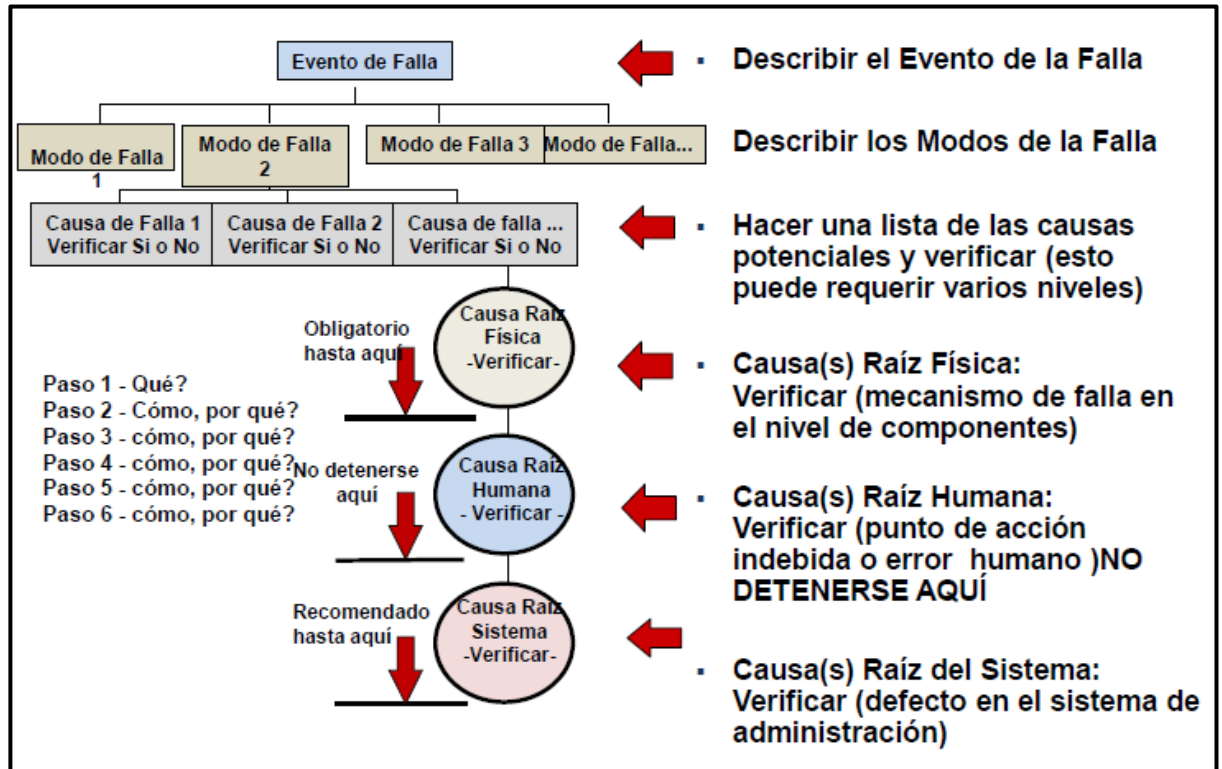 Evento de Falla
▪ Describir el Evento de la Falla
Modo de Falla
1
Modo de Falla
2
Modo de Falla 3
Modo de Falla...
Describir los Modos de la Falla
Causa de Falla 1
Verificar Si o No
Causa de Falla 2
Verificar Si o No
Causa de falla ...
Verificar Si o No
▪ Hacer una lista de las causas
potenciales y verificar (esto
puede requerir varios niveles)
Obligatorio
hasta aquí
Causa Raíz
Física
-Verificar-
▪ Causa(s) Raíz Física:
Verificar (mecanismo de falla en
el nivel de componentes)
Paso 1 - Qué?
Paso 2 - Cómo, por qué?
Paso 3 - cómo, por qué?
Paso 4 - cómo, por qué?
Paso 5 - cómo, por qué?
Paso 6 - cómo, por qué?
No detenerse
aquí
Causa Raíz
Humana
- Verificar -
▪ Causa(s) Raíz Humana:
Verificar (punto de acción
indebida o error humano )NO
DETENERSE AQUÍ
Recomendado
hasta aquí
Causa Raíz
Sistema
-Verificar-
▪ Causa(s) Raíz del Sistema:
Verificar (defecto en el sistema de
administración)